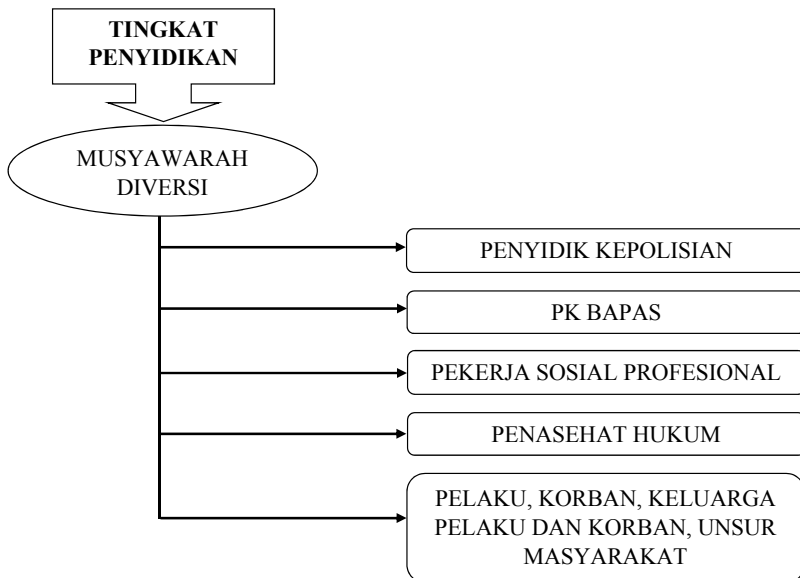 TINGKAT
PENYIDIKAN
MUSYAWARAH
DIVERSI
PENYIDIK KEPOLISIAN
PK BAPAS
PEKERJA SOSIAL PROFESIONAL
PENASEHAT HUKUM
PELAKU, KORBAN, KELUARGA
PELAKU DAN KORBAN, UNSUR
MASYARAKAT